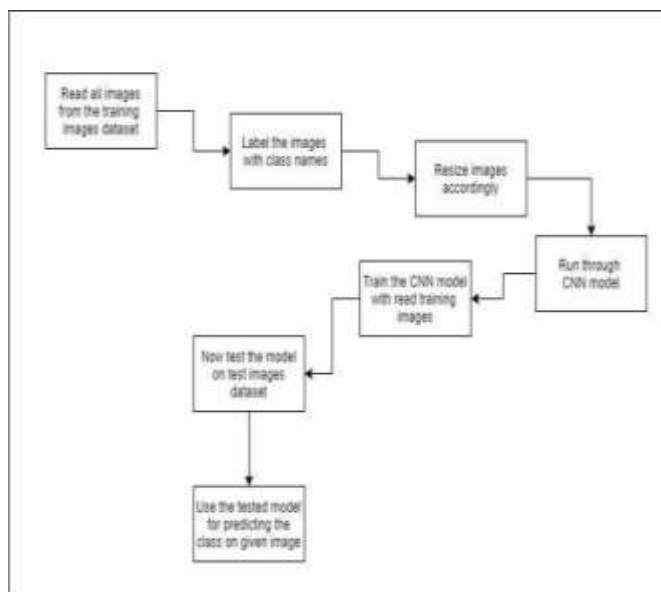 Read all images
from the training
images dataset
Label the images
with class names
Resize images
accordingly
Run through
CNN model
Train the CNN model
with read training
images
Now test the model
on test images
dataset
Use the tested model
for predicting the
class on given image